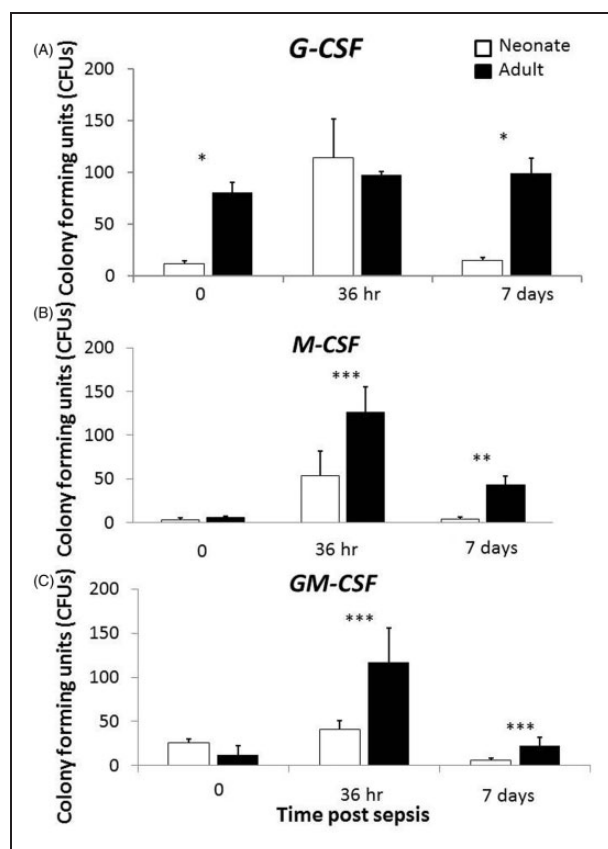 (A)
G-CSF
Neonate
Adult
Colony forming units (CFUs)
200
150
100
50
0
*
*
0 36 hr 7 days
(B)
M-CSF
Colony forming units (CFUs)
200
150
100
50
0
***
**
0 36 hr 7 days
(C)
GM-CSF
Colony forming units (CFUs)
200
150
100
50
0
***
***
0 36 hr 7 days
Time post sepsis